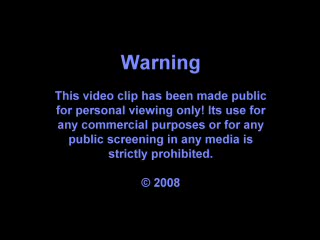 Warning
This video clip has been made public
for personal viewing only! Its use for
any commercial purposes or for any
public screening in any media is
strictly prohibited.
© 2008